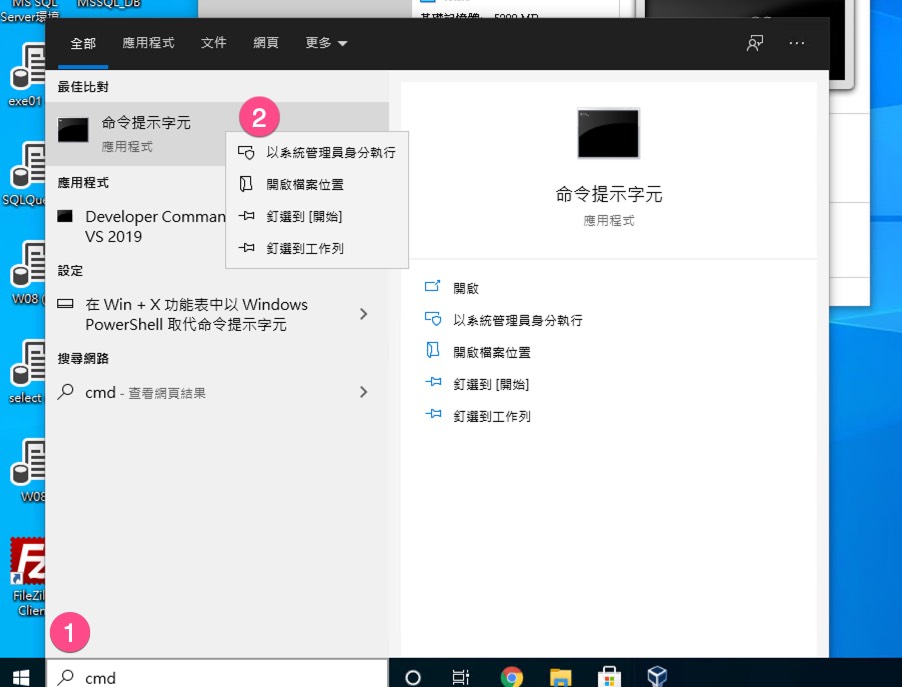 MS SQL
Server環境
MSSQL_DB
exe01
SQLQue
W08
select
W08
FileZil
Clien
全部
應用程式
文件
網頁
更多
最佳比對
命令提示字元
應用程式
2
以系統管理員身分執行
開啟檔案位置
釘選到 [開始]
釘選到工作列
應用程式
Developer Comman
VS 2019
設定
在 Win + X 功能表中以 Windows
PowerShell 取代命令提示字元
搜尋網路
cmd - 查看網頁結果
命令提示字元
應用程式
開啟
以系統管理員身分執行
開啟檔案位置
釘選到 [開始]
釘選到工作列
1
cmd